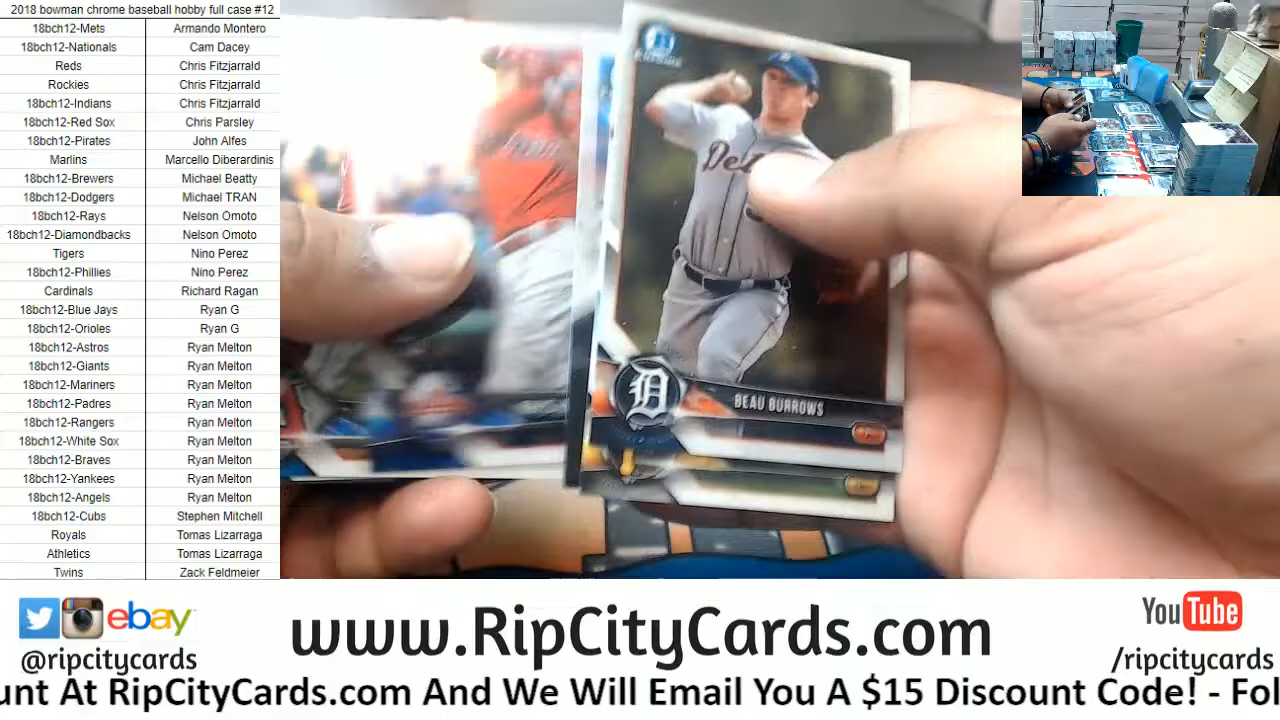 2018 bowman chrome baseball hobby full case #12
18bch12-Mets Armando Montero
18bch12-Nationals Cam Dacey
Reds Chris Fitzjarrald
Rockies Chris Fitzjarrald
18bch12-Indians Chris Fitzjarrald
18bch12-Red Sox Chris Parsley
18bch12-Pirates John Alfes
Marlins Marcello Diberardinis
18bch12-Brewers Michael Beatty
18bch12-Dodgers Michael TRAN
18bch12-Rays Nelson Omoto
18bch12-Diamondbacks Nelson Omoto
Tigers Nino Perez
18bch12-Phillies Nino Perez
Cardinals Richard Ragan
18bch12-Blue Jays Ryan G
18bch12-Orioles Ryan G
18bch12-Astros Ryan Melton
18bch12-Giants Ryan Melton
18bch12-Mariners Ryan Melton
18bch12-Padres Ryan Melton
18bch12-Rangers Ryan Melton
18bch12-White Sox Ryan Melton
18bch12-Braves Ryan Melton
18bch12-Yankees Ryan Melton
18bch12-Angels Ryan Melton
18bch12-Cubs Stephen Mitchell
Royals Tomas Lizarraga
Athletics Tomas Lizarraga
Twins Zack Feldmeier
BEAU BURROWS
ebay
@ripcitycards
www.RipCityCards.com
YouTube
/ripcitycards
unt At RipCityCards.com And We Will Email You A $15 Discount Code! - Fol